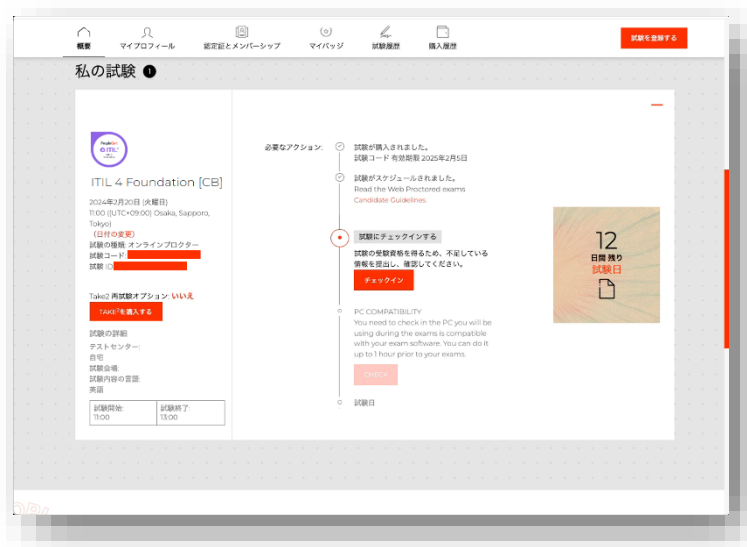 概要
マイプロフィール
認定証とメンバーシップ
マイバッジ
試験履歴
購入履歴
試験を登録する
私の試験 1
PeopleCert
ITIL
ITIL 4 Foundation [CB]
2024年2月20日 (火曜日)
11:00 ((UTC+09:00) Osaka, Sapporo,
Tokyo)
(日付の変更)
試験の種類: オンラインプロクター
試験コード:
試験 ID
Take2 再試験オプション: いいえ
TAKE2を購入する
試験の詳細
テストセンター:
自宅
試験会場:
試験内容の言語:
英語
試験開始:
11:00
試験終了:
13:00
必要なアクション:
試験が購入されました。
試験コード 有効期限 2025年2月5日
試験がスケジュールされました。
Read the Web Proctored exams
Candidate Guidelines
試験にチェックインする
試験の受験資格を得るため、不足している
情報を提出し、確認してください。
チェックイン
PC COMPATIBILITY
You need to check in the PC you will be
using during the exams is compatible
with your exam software. You can do it
up to 1 hour prior to your exams.
CHECK
試験日
12
日間 残り
試験日